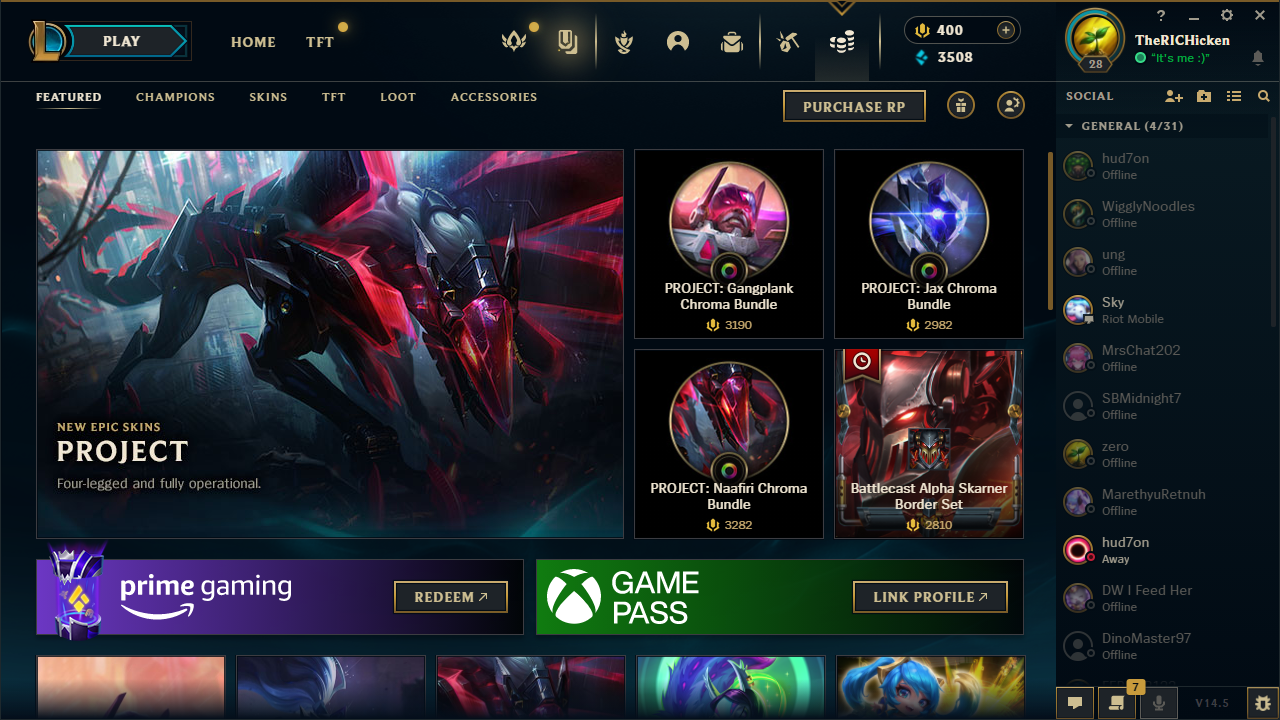 PLAY
HOME
TFT
400
3508
28
TheRICHicken
"It's me :)"
FEATURED
CHAMPIONS
SKINS
TFT
LOOT
ACCESSORIES
PURCHASE RP
NEW EPIC SKINS
PROJECT
Four-legged and fully operational.
PROJECT: Gangplank
Chroma Bundle
3190
PROJECT: Jax Chroma
Bundle
2982
PROJECT: Naafiri Chroma
Bundle
3282
Battlecast Alpha Skarner
Border Set
2810
prime gaming
REDEEM
GAME
PASS
LINK PROFILE
SOCIAL
GENERAL (4/31)
hud7on
Offline
WigglyNoodles
Offline
ung
Offline
Sky
Riot Mobile
MrsChat202
Offline
SBMidnight7
Offline
zero
Offline
MarethyuRetnuh
Offline
hud7on
Away
DW I Feed Her
Offline
DinoMaster97
Offline
7
V14.5